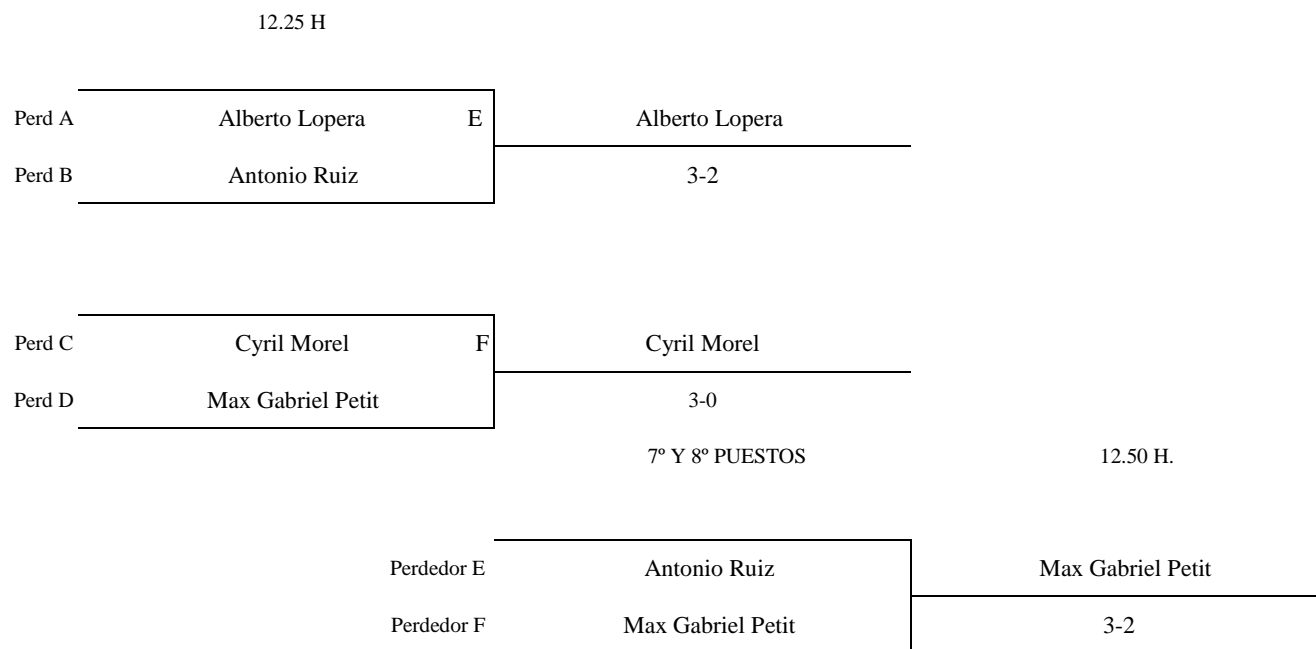 12.25 H
Perd A Alberto Lopera E Alberto Lopera
Perd B Antonio Ruiz 3-2
Perd C Cyril Morel F Cyril Morel
Perd D Max Gabriel Petit 3-0
7º Y 8º PUESTOS 12.50 H.
Perdedor E Antonio Ruiz Max Gabriel Petit
Perdedor F Max Gabriel Petit 3-2